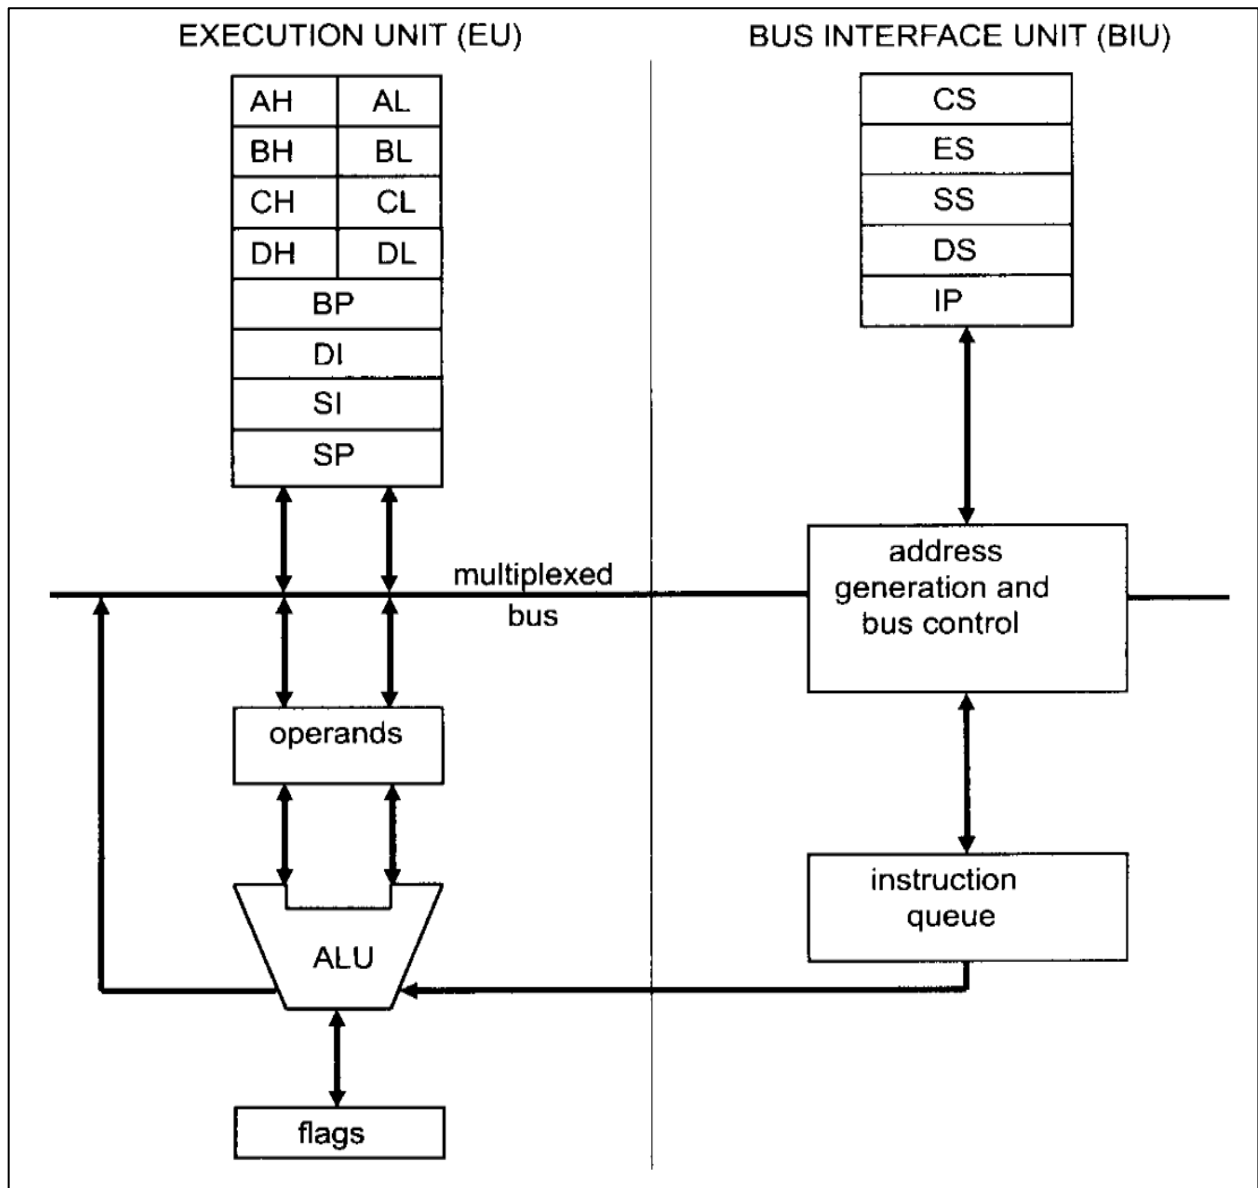 EXECUTION UNIT (EU)
BUS INTERFACE UNIT (BIU)
AH AL
BH BL
CH CL
DH DL
BP
DI
SI
SP
CS
ES
SS
DS
IP
multiplexed
bus
address
generation and
bus control
operands
instruction
queue
ALU
flags